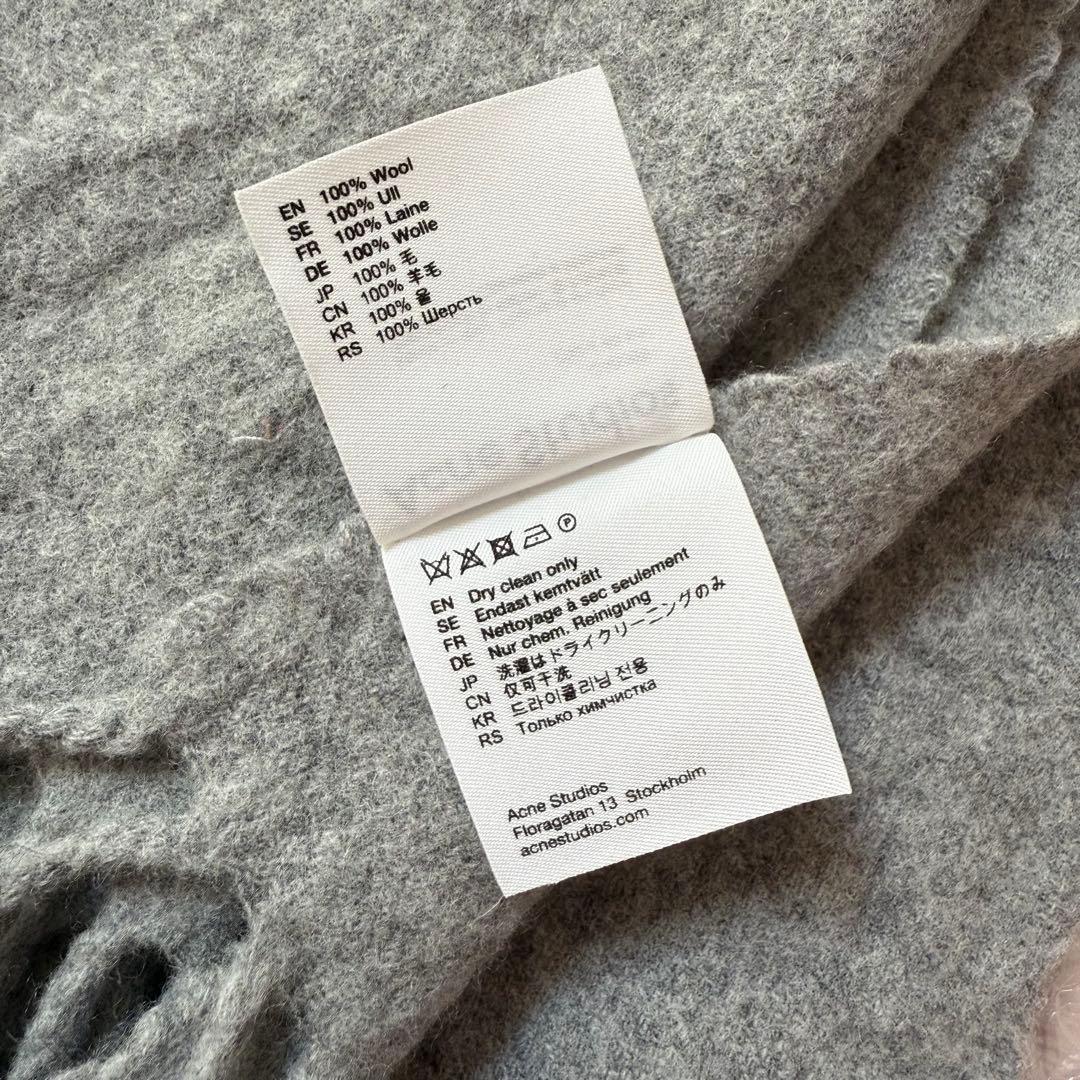 EN 100% Wool
SE 100% Ull
FR 100% Laine
DE 100% Wolle
JP 100% 毛
CN 100% 羊毛
KR 100% 울
RS 100% Шерсть
Acne Studios
P
EN Dry clean only
SE Endast kemtvätt
FR Nettoyage à sec seulement
DE Nur chem. Reinigung
JP 洗濯はドライクリーニングのみ
CN 仅可干洗
KR 드라이클리닝 전용
RS Только химчистка
Acne Studios
Floragatan 13 Stockholm
acnestudios.com